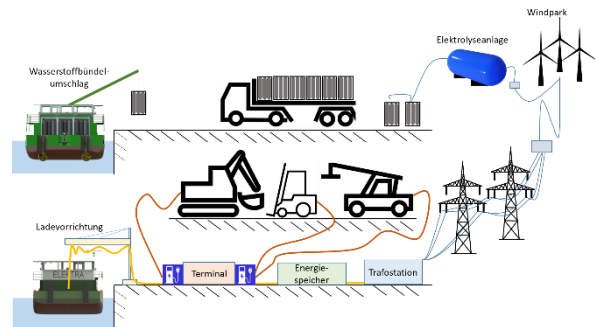 Windpark
Elektrolyseanlage
Wasserstoffbündel-
umschlag
Ladevorrichtung
ELEKTRA
Terminal
Energie-
speicher
Trafostation